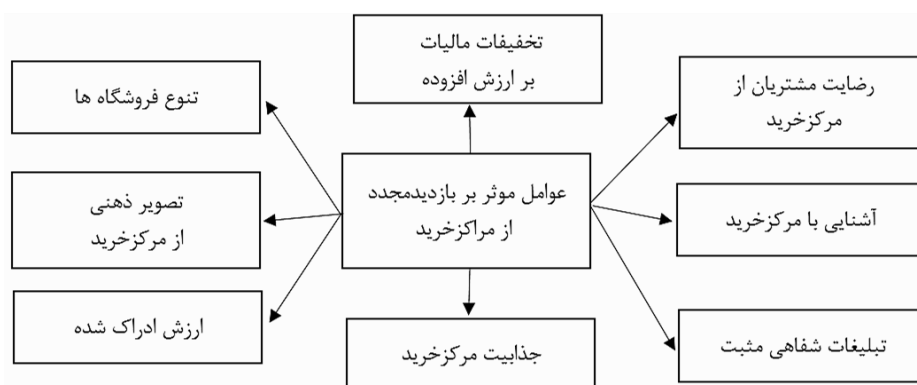 تخفیفات مالیات
بر ارزش افزوده
رضایت مشتریان از
مرکزخرید
تنوع فروشگاه ها
عوامل موثر بر بازدیدمجدد
از مراکزخرید
آشنایی با مرکزخرید
تصویر ذهنی
از مرکزخرید
ارزش ادراک شده
جذابیت مرکزخرید
تبلیغات شفاهی مثبت